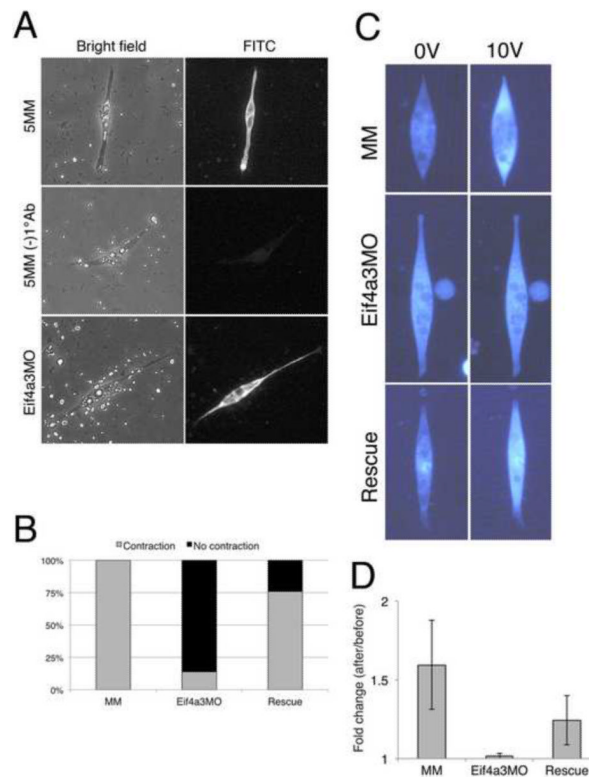 A
Bright field FITC
5MM
5MM (-)1°Ab
Eif4a3MO
B
Contraction No contraction
100%
75%
50%
25%
0%
MM Eif4a3MO Rescue
C
0V 10V
MM
Eif4a3MO
Rescue
D
Fold change (after/before)
2
1.5
1
MM Eif4a3MO Rescue